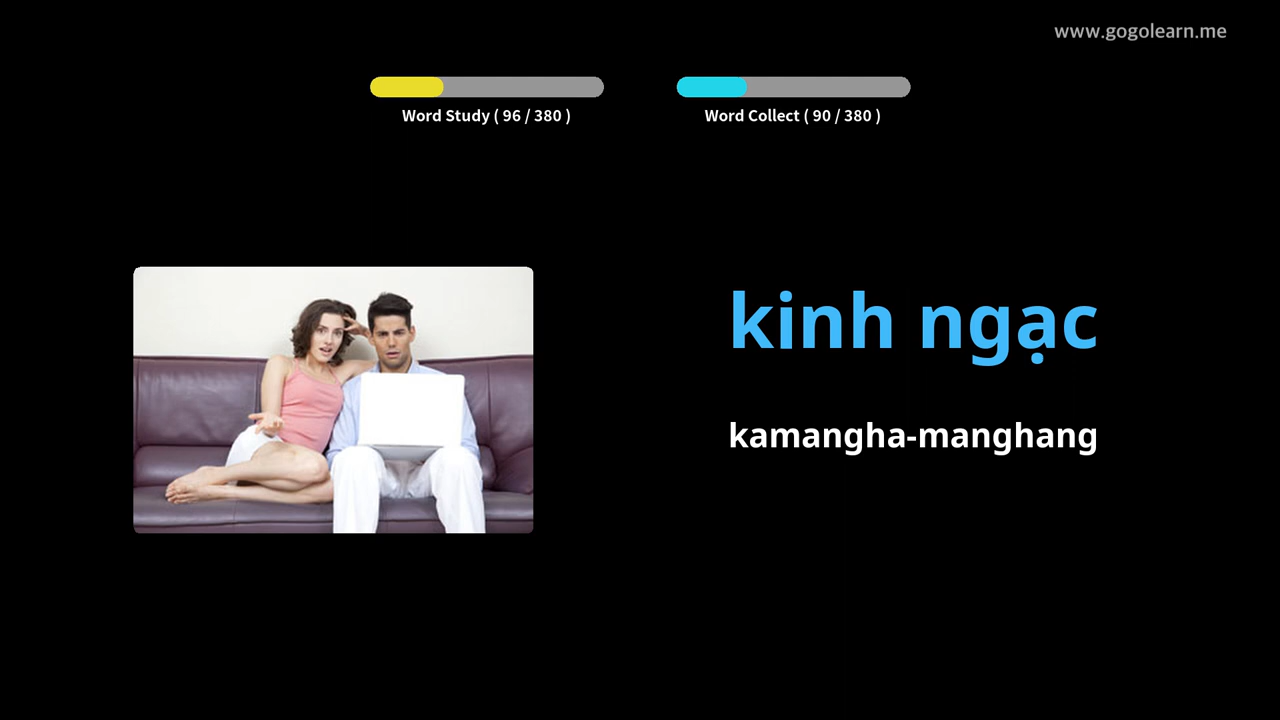 www.gogolearn.me
Word Study ( 96 / 380 )
Word Collect ( 90 / 380 )
kinh ngạc
kamangha-manghang